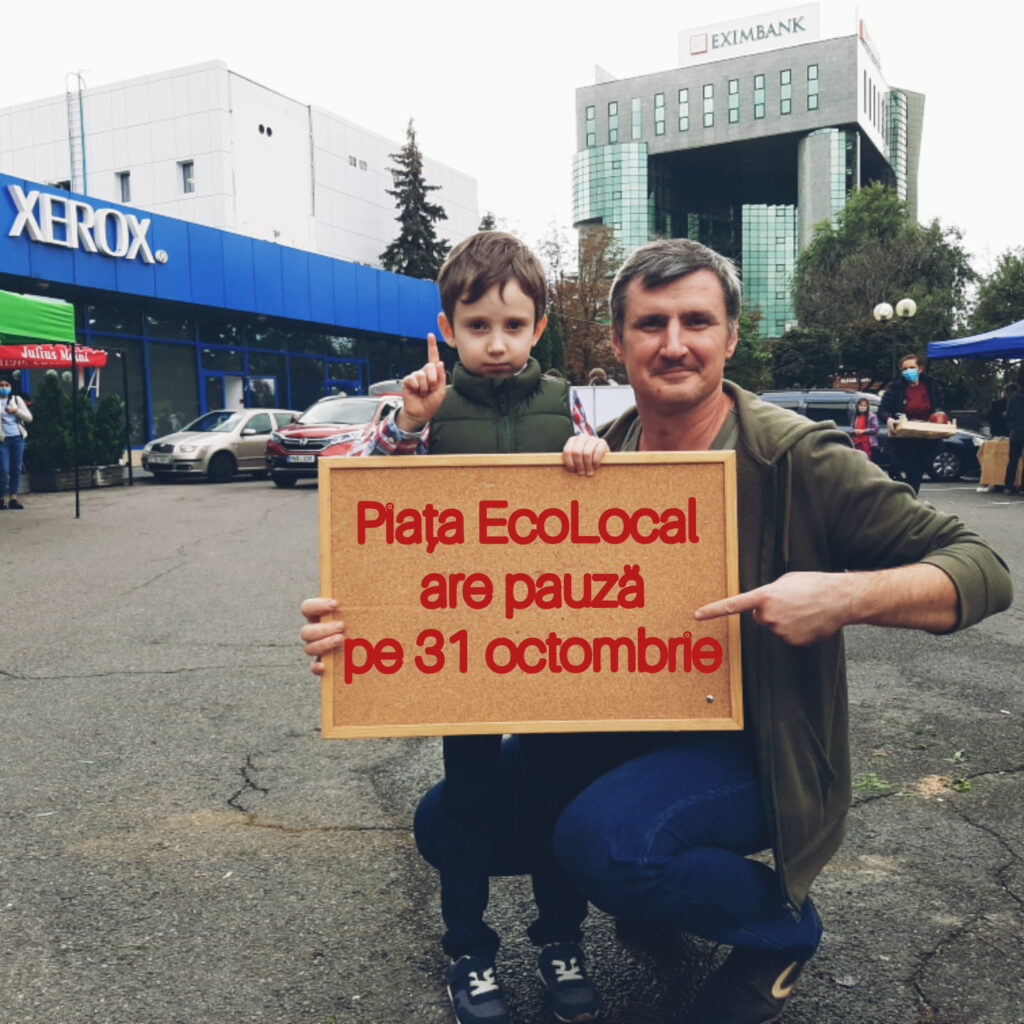 EXIMBANK
XEROX®
Julius Meinl
Piața EcoLocal
are pauză
pe 31 octombrie